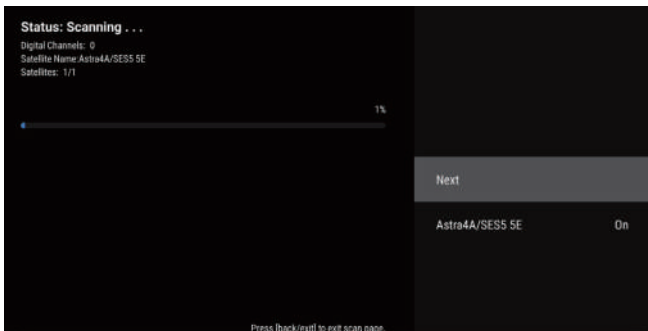 Status: Scanning . . .
Digital Channels: 0
Satellite Name:Astra4A/SES5 5E
Satellites: 1/1
1%
Next
Astra4A/SES5 5E On
Press [back/exit] to exit scan page.